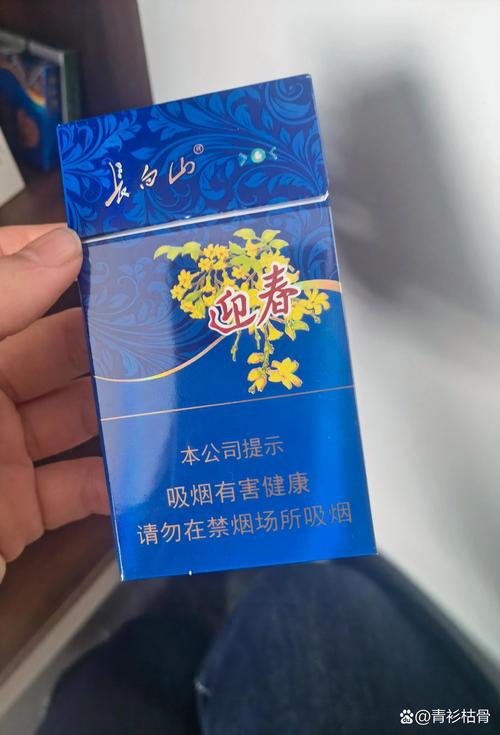 长白山®
迎春
本公司提示
吸烟有害健康
请勿在禁烟场所吸烟
@青衫枯骨